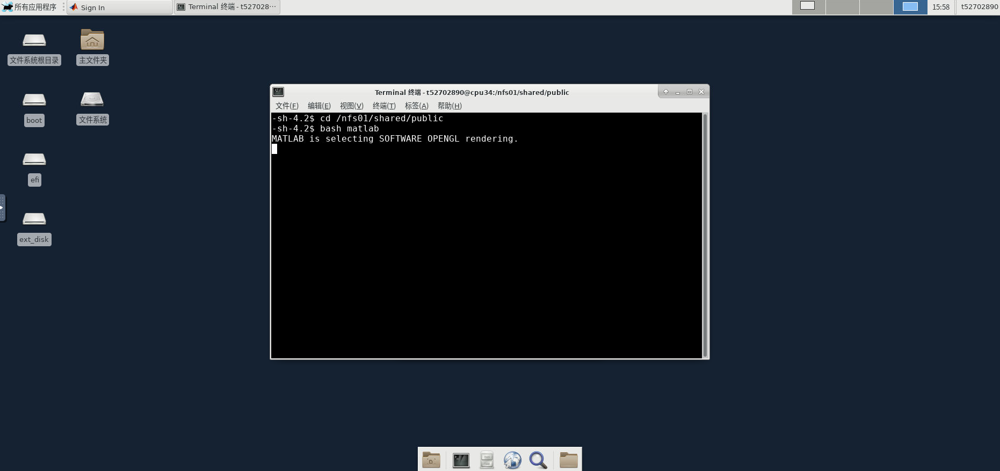 所有应用程序
Sign In
Terminal 终端 - t527028···
15:58
t52702890
文件系统根目录
主文件夹
boot
文件系统
efi
ext_disk
Terminal 终端 - t52702890@cpu34:/nfs01/shared/public
文件(F) 编辑(E) 视图(V) 终端(T) 标签(A) 帮助(H)
-sh-4.2$ cd /nfs01/shared/public
-sh-4.2$ bash matlab
MATLAB is selecting SOFTWARE OPENGL rendering.